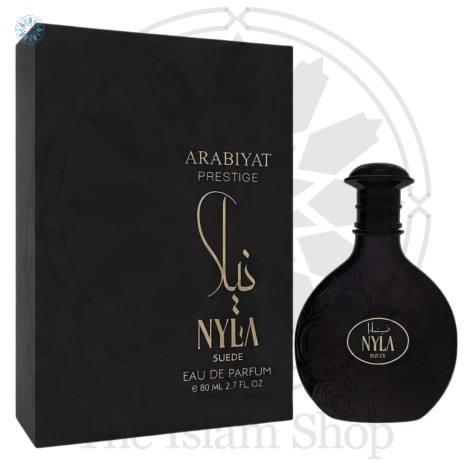 ARABIYAT
PRESTIGE
نيلا
NYLA
SUEDE
EAU DE PARFUM
e 80 ML 2.7 FL. OZ
نيلا
NYLA
SUEDE
The Islam Shop